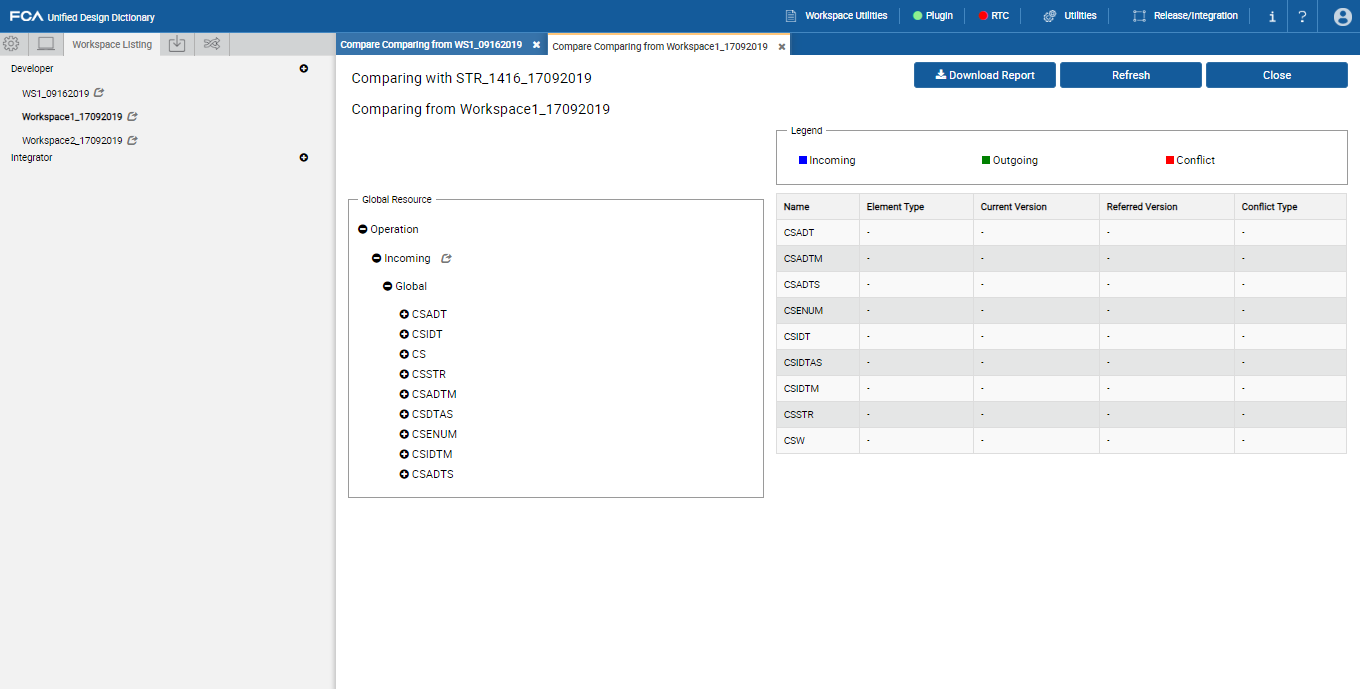 FCA Unified Design Dictionary
Workspace Utilities
Plugin
RTC
Utilities
Release/Integration
i
?
Workspace Listing
Compare Comparing from WS1_09162019
Compare Comparing from Workspace1_17092019
Developer
WS1_09162019
Workspace1_17092019
Workspace2_17092019
Integrator
Comparing with STR_1416_17092019
Download Report
Refresh
Close
Comparing from Workspace1_17092019
Legend
Incoming
Outgoing
Conflict
Global Resource
Operation
Incoming
Global
CSADT
CSIDT
CS
CSSTR
CSADTM
CSDTAS
CSENUM
CSIDTM
CSADTS
Name Element Type Current Version Referred Version Conflict Type
CSADT - - - -
CSADTM - - - -
CSADTS - - - -
CSENUM - - - -
CSIDT - - - -
CSIDTAS - - - -
CSIDTM - - - -
CSSTR - - - -
CSW - - - -